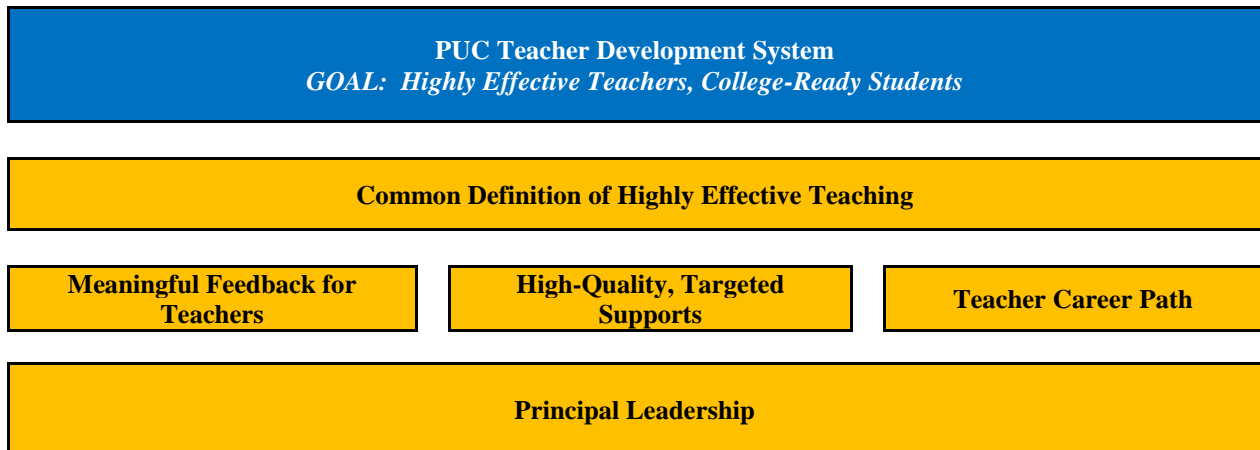 PUC Teacher Development System
GOAL: Highly Effective Teachers, College-Ready Students
Common Definition of Highly Effective Teaching
Meaningful Feedback for
Teachers
High-Quality, Targeted
Supports
Teacher Career Path
Principal Leadership